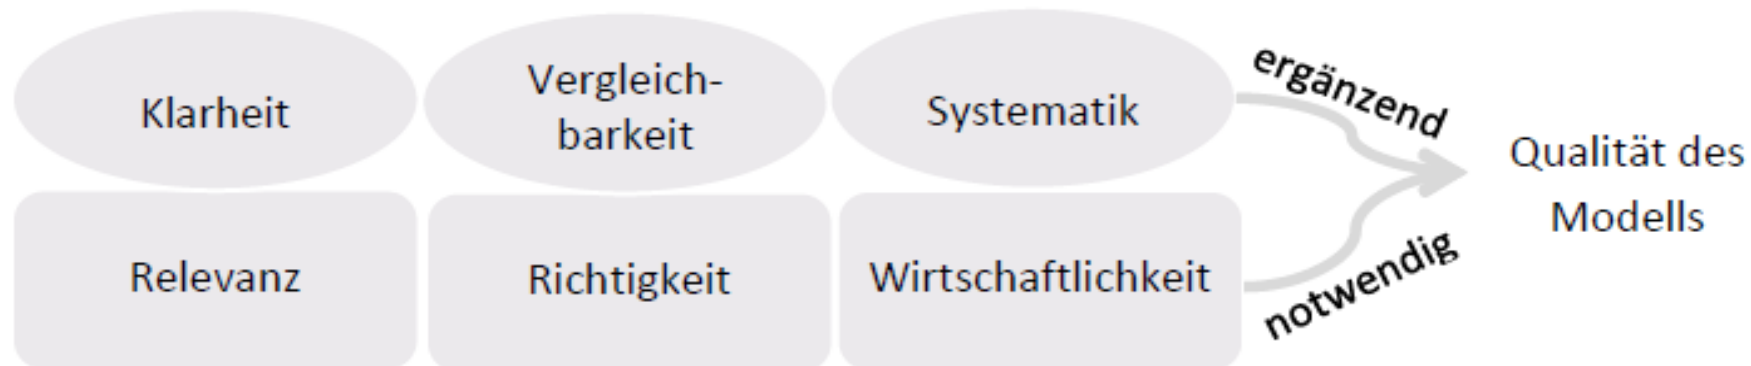 Klarheit
Vergleich-
barkeit
Systematik
ergänzend
Relevanz
Richtigkeit
Wirtschaftlichkeit
notwendig
Qualität des
Modells